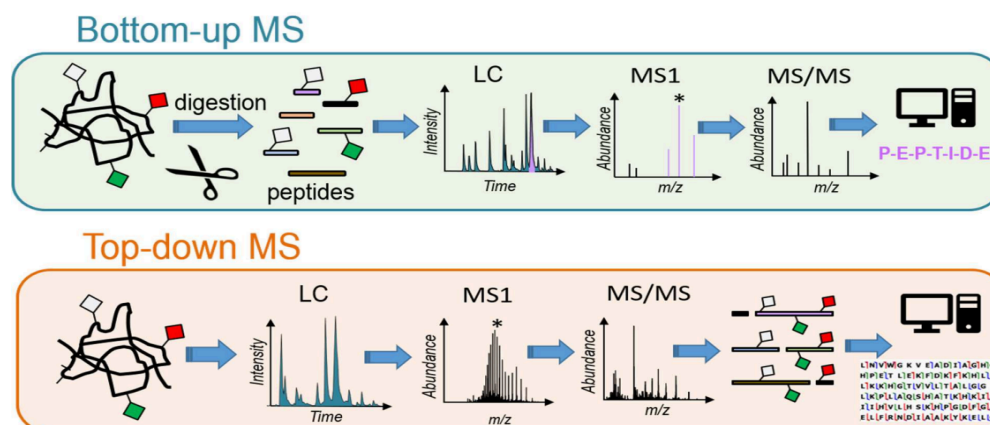 Bottom-up MS
digestion
peptides
LC
Intensity
Time
MS1
*
Abundance
m/z
MS/MS
Abundance
m/z
P-E-P-T-I-D-E
Top-down MS
LC
Intensity
Time
MS1
*
Abundance
m/z
MS/MS
Abundance
m/z
L N V W G K V E A D I A G H
H P E T L E K F D K F K H L
L K K H G T V V L T A L G G
L K P L A Q S H A T K H K I
I I H V L H S K H P G D F G
E L F R N D I A A K Y K E L